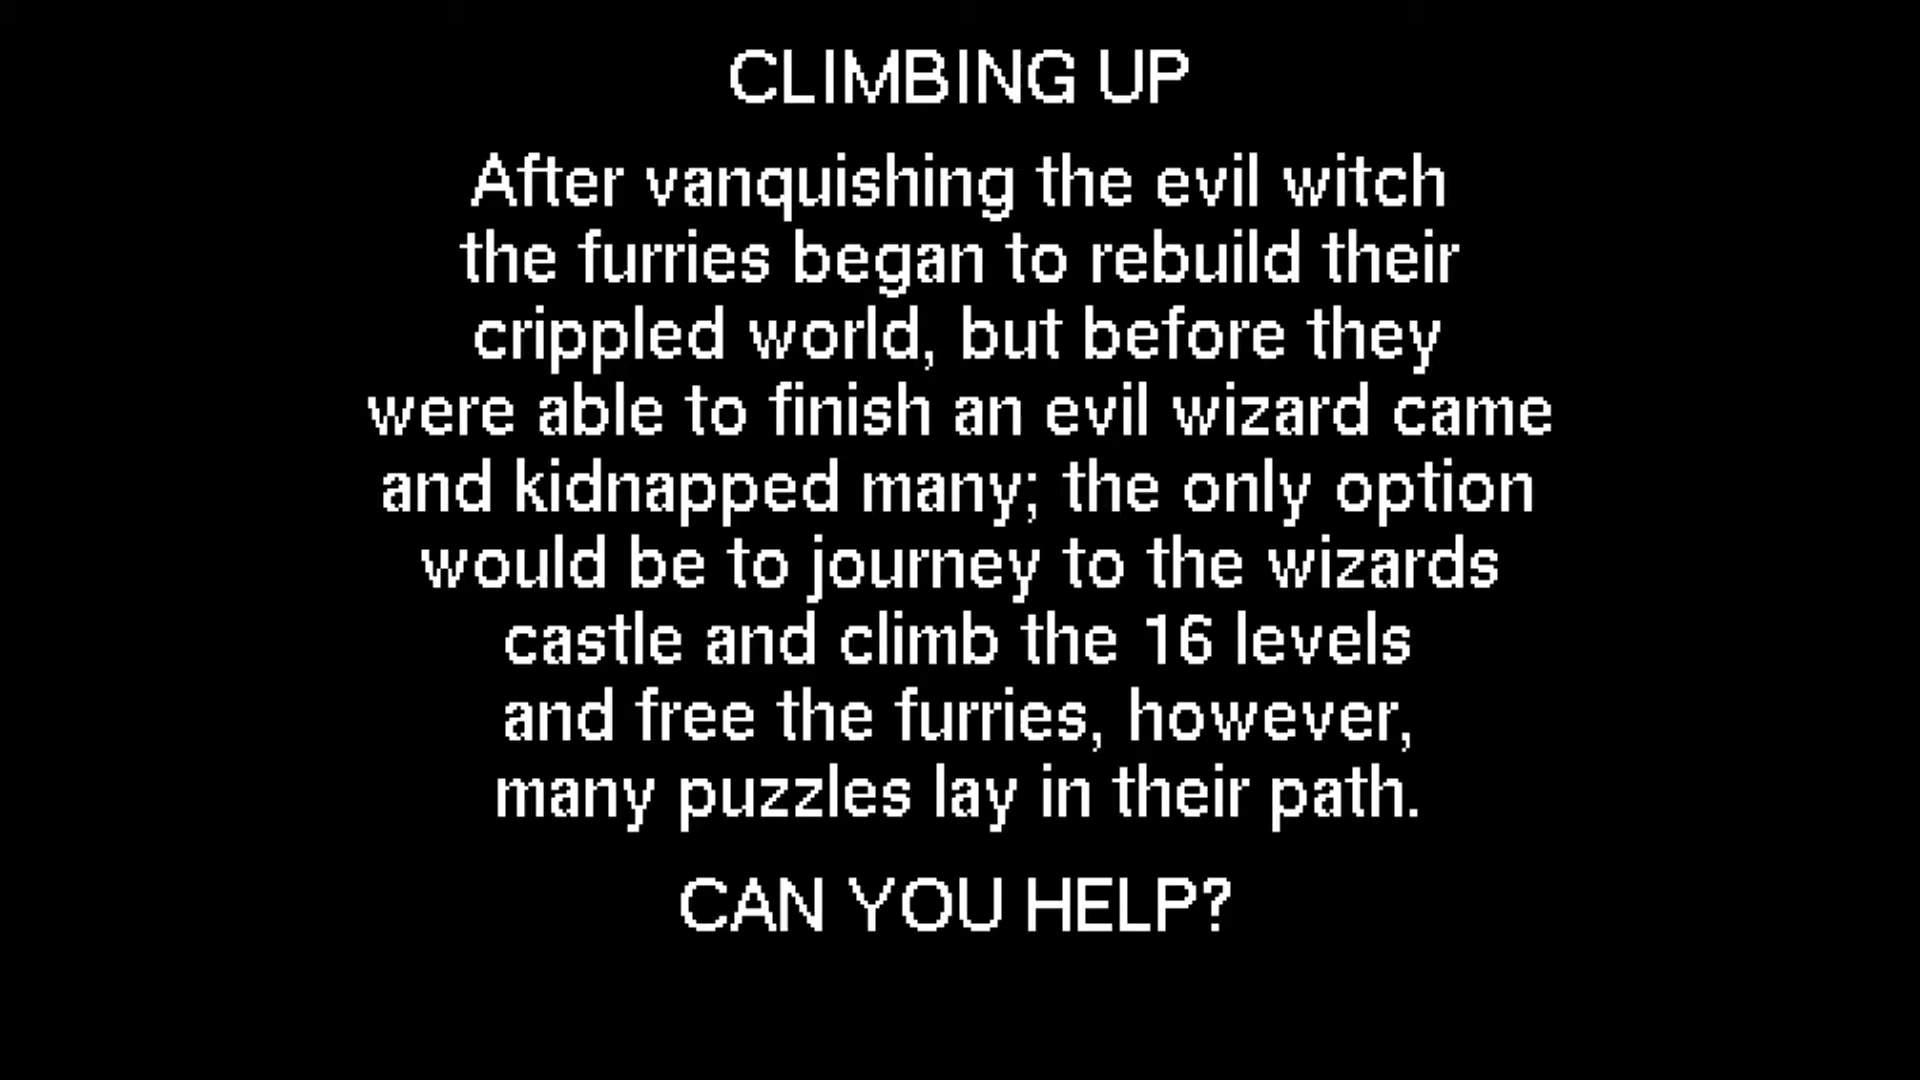 CLIMBING UP
After vanquishing the evil witch
the furries began to rebuild their
crippled world, but before they
were able to finish an evil wizard came
and kidnapped many; the only option
would be to journey to the wizards
castle and climb the 16 levels
and free the furries, however,
many puzzles lay in their path.
CAN YOU HELP?